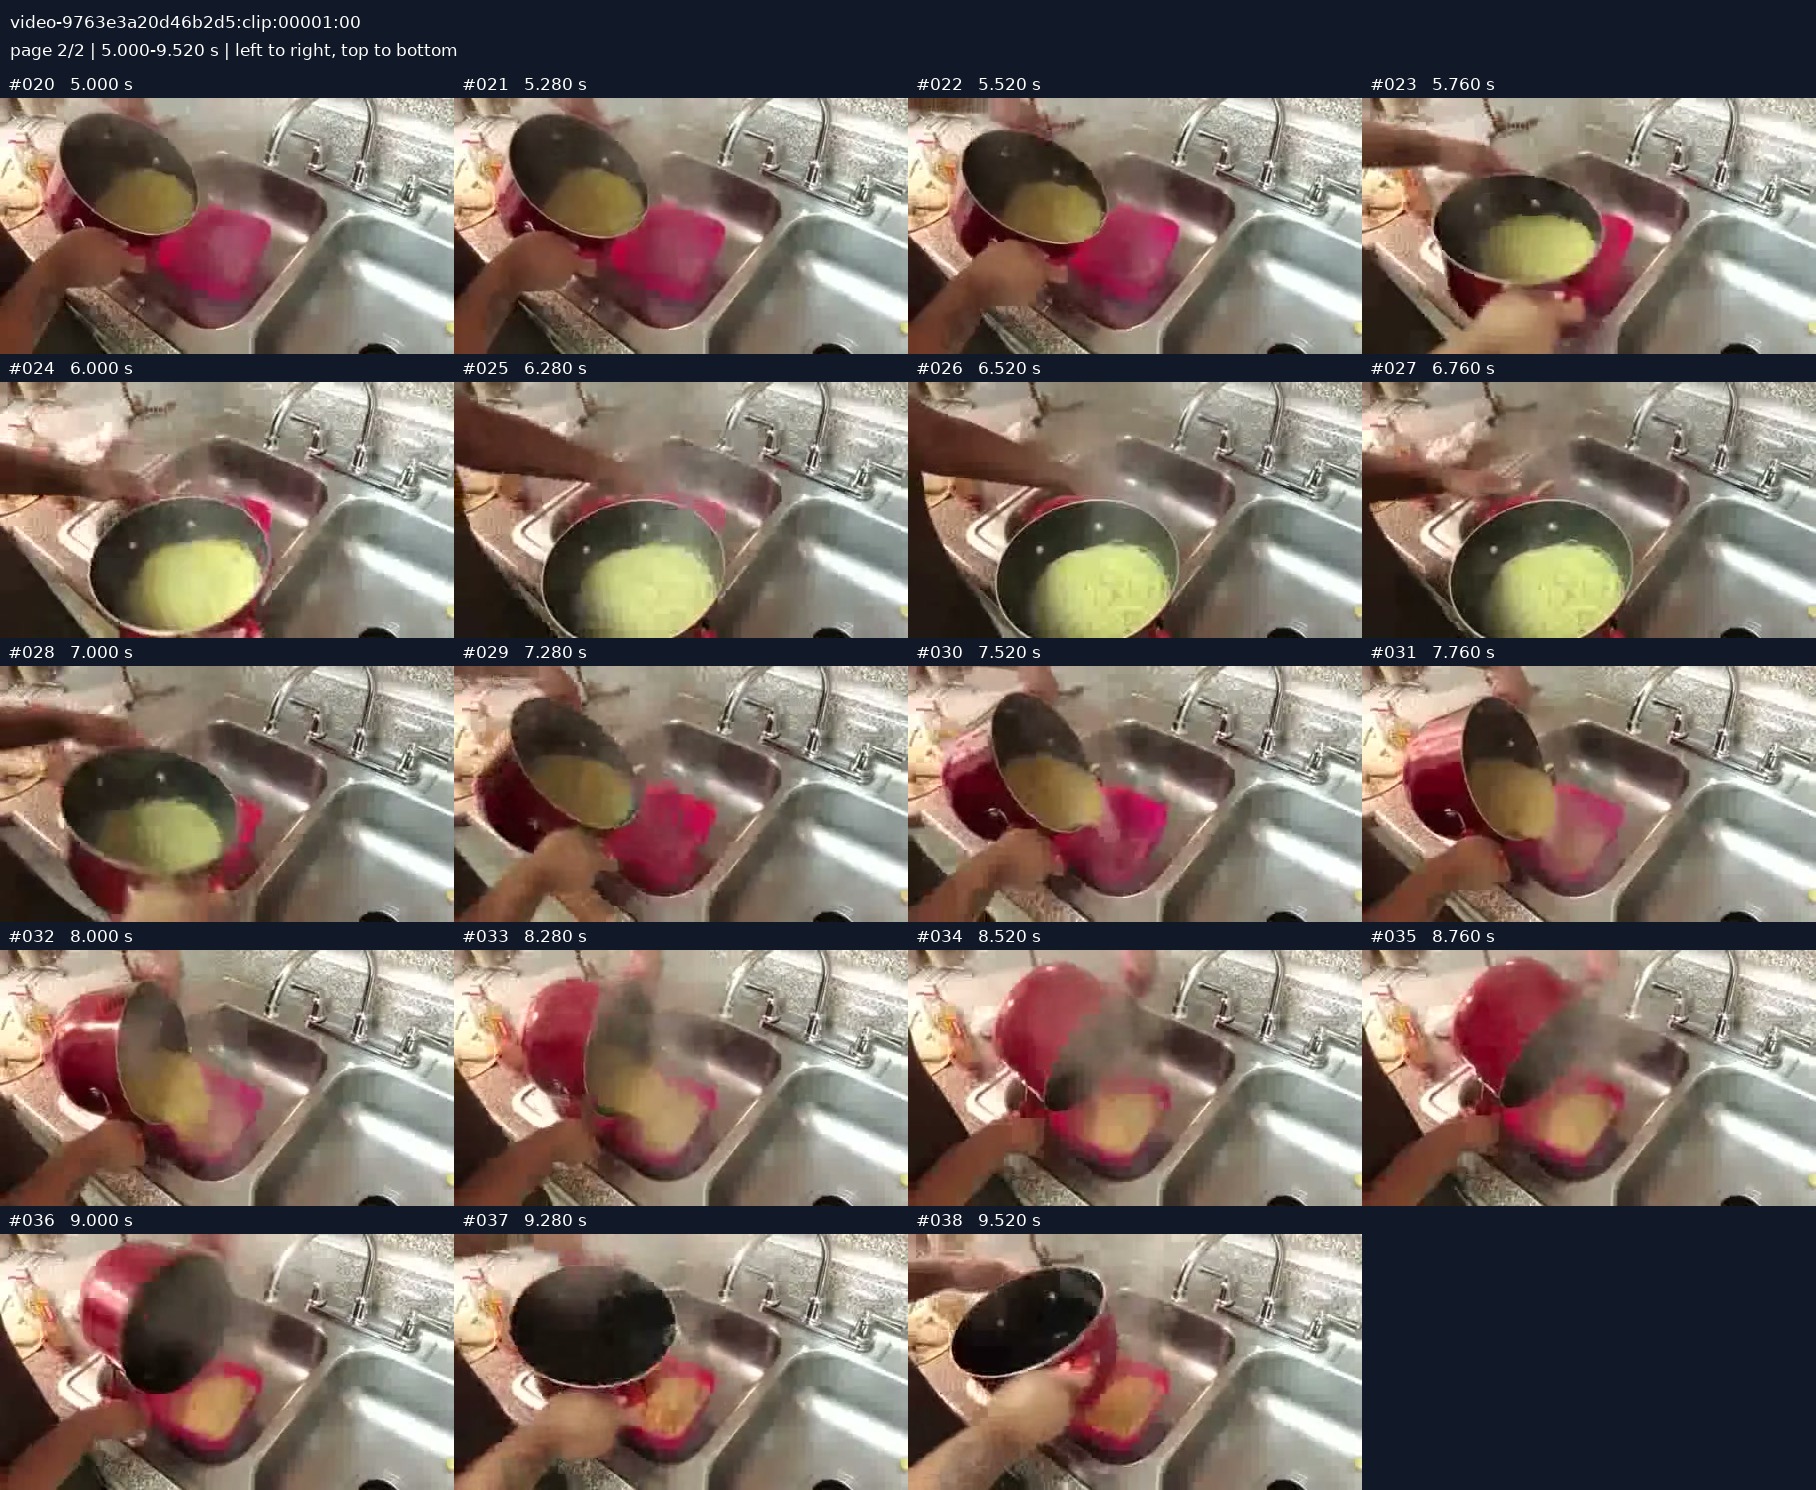 video-9763e3a20d46b2d5:clip:00001:00
page 2/2 | 5.000-9.520 s | left to right, top to bottom
#020 5.000 s
#021 5.280 s
#022 5.520 s
#023 5.760 s
#024 6.000 s
#025 6.280 s
#026 6.520 s
#027 6.760 s
#028 7.000 s
#029 7.280 s
#030 7.520 s
#031 7.760 s
#032 8.000 s
#033 8.280 s
#034 8.520 s
#035 8.760 s
#036 9.000 s
#037 9.280 s
#038 9.520 s